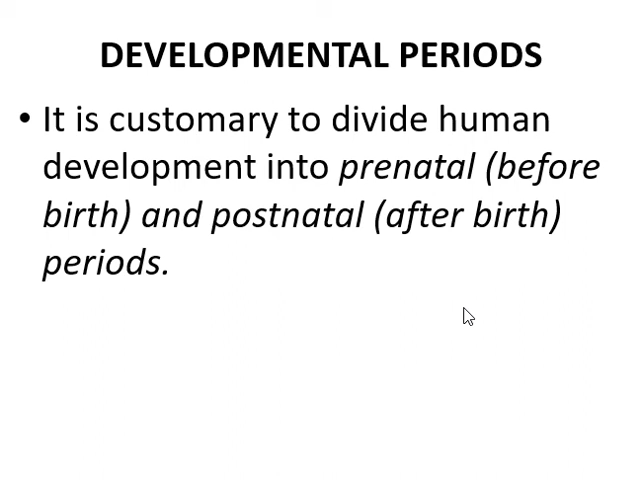 DEVELOPMENTAL PERIODS
• It is customary to divide human
development into prenatal (before
birth) and postnatal (after birth)
periods.